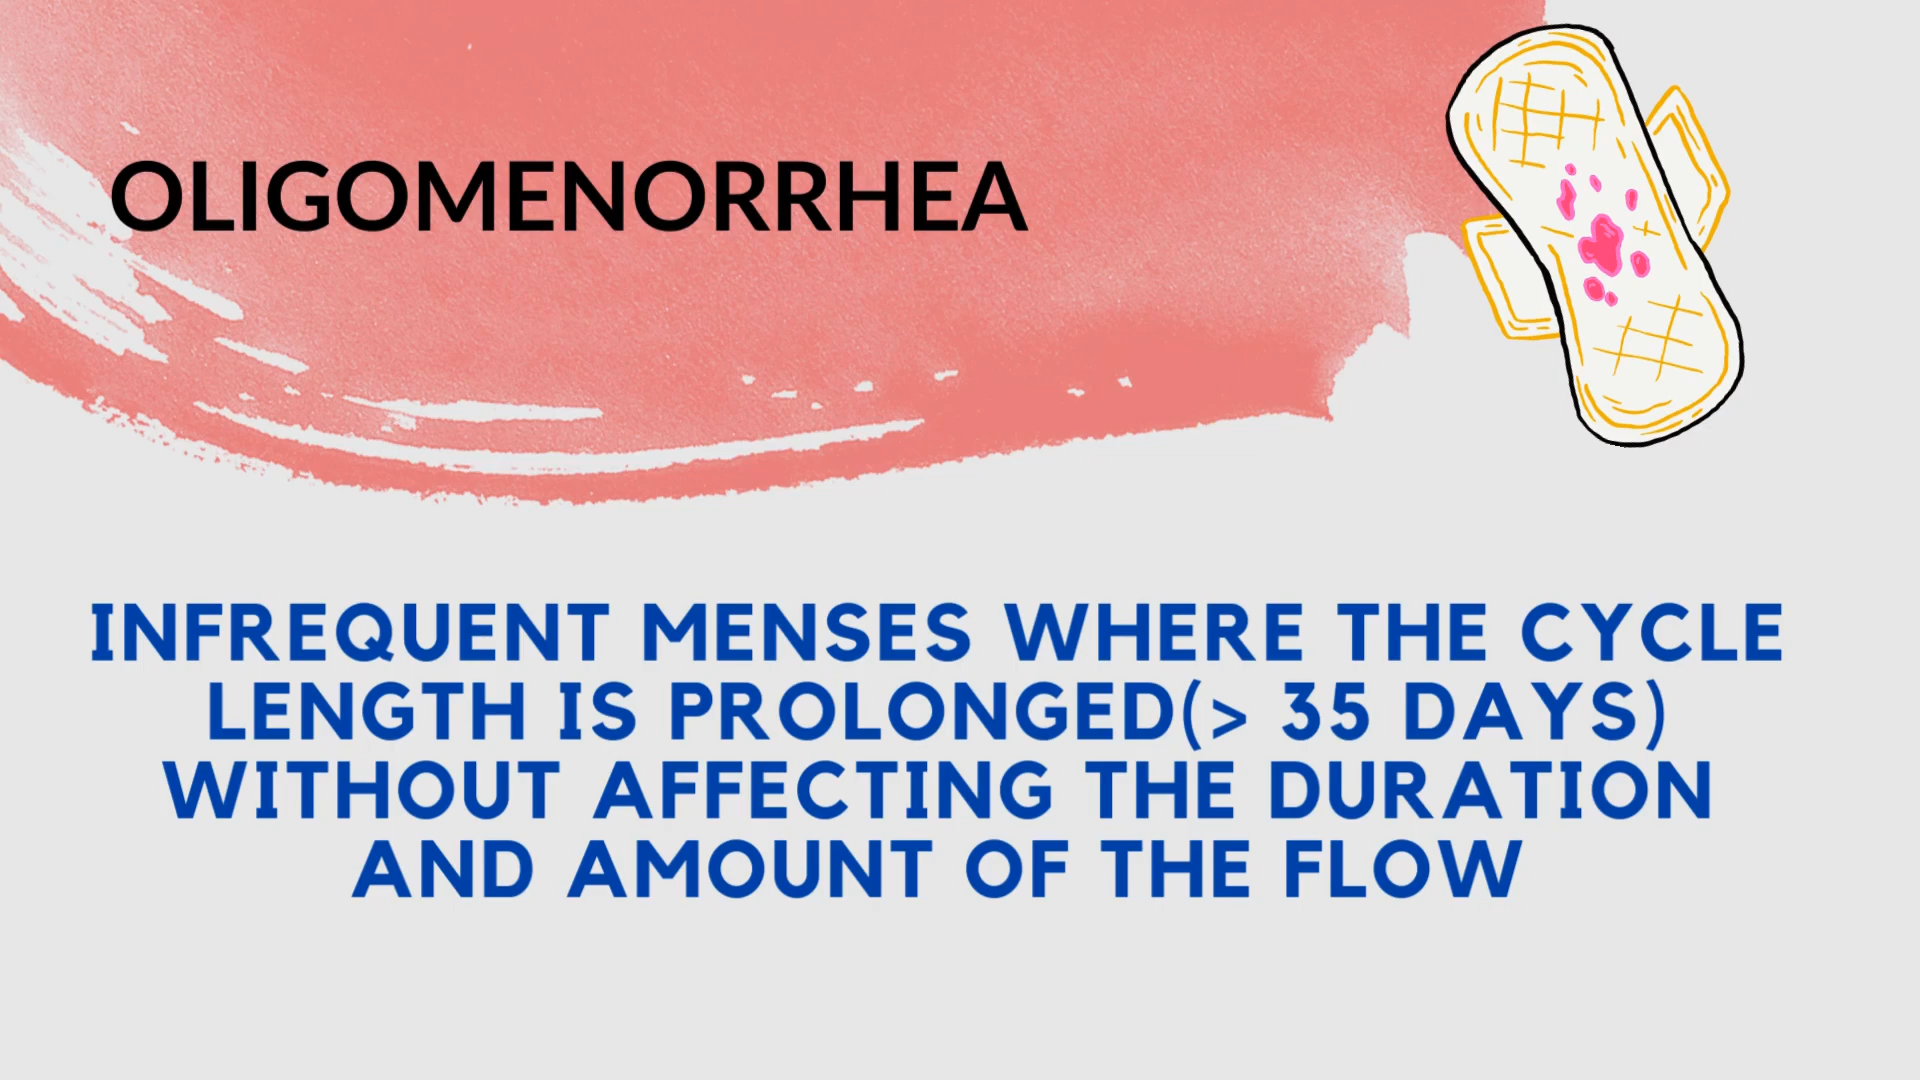 OLIGOMENORRHEA
INFREQUENT MENSES WHERE THE CYCLE
LENGTH IS PROLONGED(> 35 DAYS)
WITHOUT AFFECTING THE DURATION
AND AMOUNT OF THE FLOW